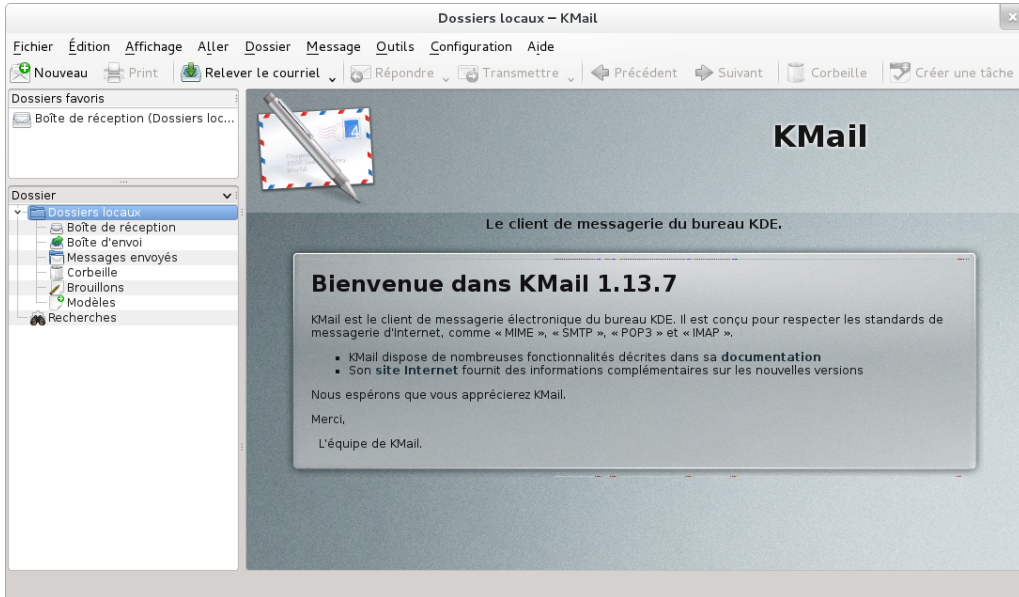 Dossiers locaux – KMail
Fichier Édition Affichage Aller Dossier Message Outils Configuration Aide
Nouveau Print Relever le courriel Répondre Transmettre Précédent Suivant Corbeille Créer une tâche
Dossiers favoris
Boîte de réception (Dossiers loc...
Dossier
Dossiers locaux
Boîte de réception
Boîte d'envoi
Messages envoyés
Corbeille
Brouillons
Modèles
Recherches
KMail
Le client de messagerie du bureau KDE.
Bienvenue dans KMail 1.13.7
KMail est le client de messagerie électronique du bureau KDE. Il est conçu pour respecter les standards de
messagerie d'Internet, comme « MIME », « SMTP », « POP3 » et « IMAP ».
KMail dispose de nombreuses fonctionnalités décrites dans sa documentation
Son site Internet fournit des informations complémentaires sur les nouvelles versions
Nous espérons que vous apprécierez KMail.
Merci,
L'équipe de KMail.